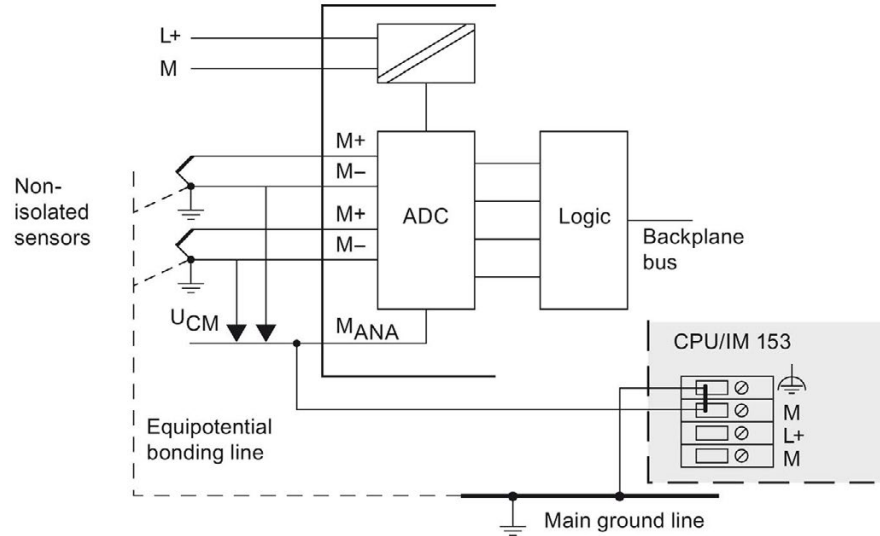 L+
M
M+
M–
M+
M–
Non-
isolated
sensors
ADC
Logic
Backplane
bus
UCM
MANA
CPU/IM 153
M
L+
M
Equipotential
bonding line
Main ground line